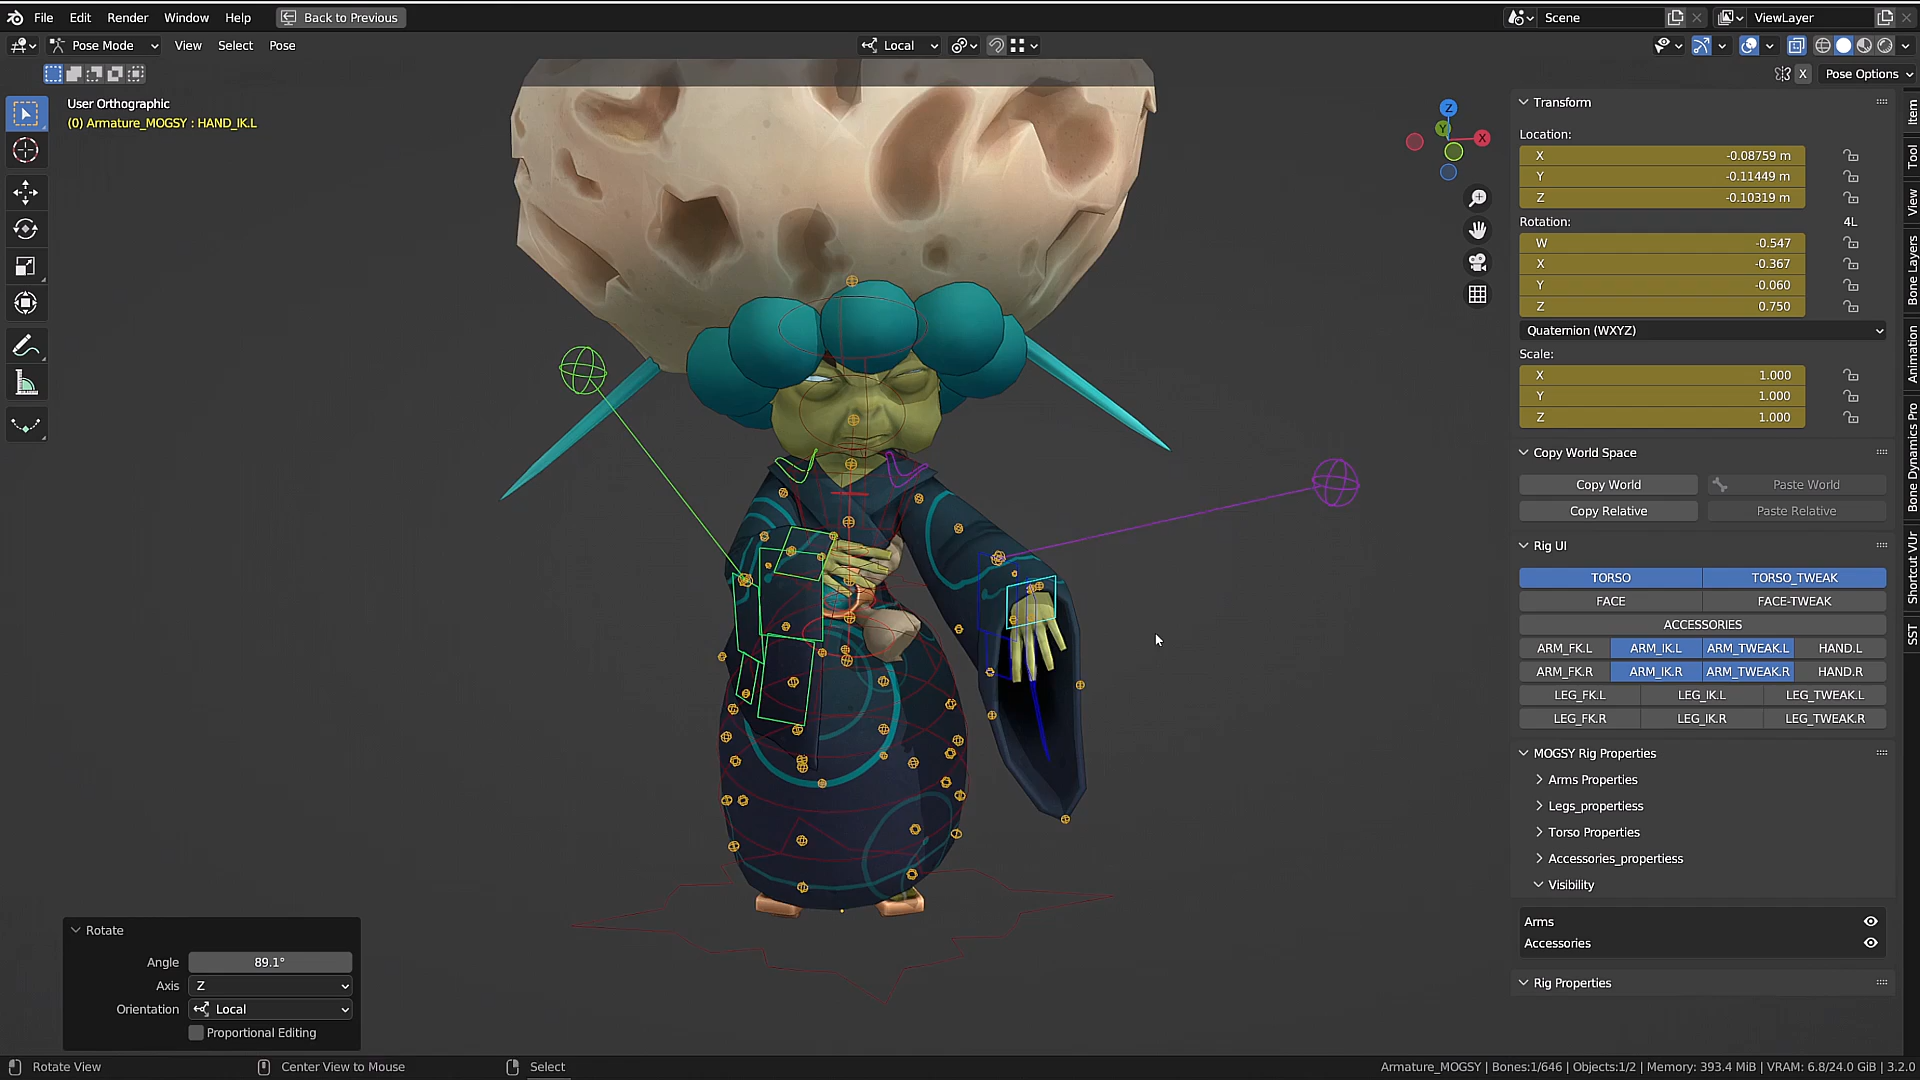 File Edit Render Window Help Back to Previous Scene ViewLayer
Pose Mode View Select Pose Local
X Pose Options
User Orthographic
(0) Armature_MOGSY : HAND_IK.L
Z
Y
X
Transform
Location:
X -0.08759 m
Y -0.11449 m
Z -0.10319 m
Rotation: 4L
W -0.547
X -0.367
Y -0.060
Z 0.750
Quaternion (WXYZ)
Scale:
X 1.000
Y 1.000
Z 1.000
Copy World Space
Copy World Paste World
Copy Relative Paste Relative
Rig UI
TORSO TORSO_TWEAK
FACE FACE-TWEAK
ACCESSORIES
ARM_FK.L ARM_IK.L ARM_TWEAK.L HAND.L
ARM_FK.R ARM_IK.R ARM_TWEAK.R HAND.R
LEG_FK.L LEG_IK.L LEG_TWEAK.L
LEG_FK.R LEG_IK.R LEG_TWEAK.R
MOGSY Rig Properties
Arms Properties
Legs_propertiess
Torso Properties
Accessories_propertiess
Visibility
Arms
Accessories
Rig Properties
Item
Tool
View
Bone Layers
Animation
Bone Dynamics Pro
Shortcut VUr
SST
Rotate
Angle 89.1°
Axis Z
Orientation Local
Proportional Editing
Rotate View Center View to Mouse Select Armature_MOGSY | Bones:1/646 | Objects:1/2 | Memory: 393.4 MiB | VRAM: 6.8/24.0 GiB | 3.2.0